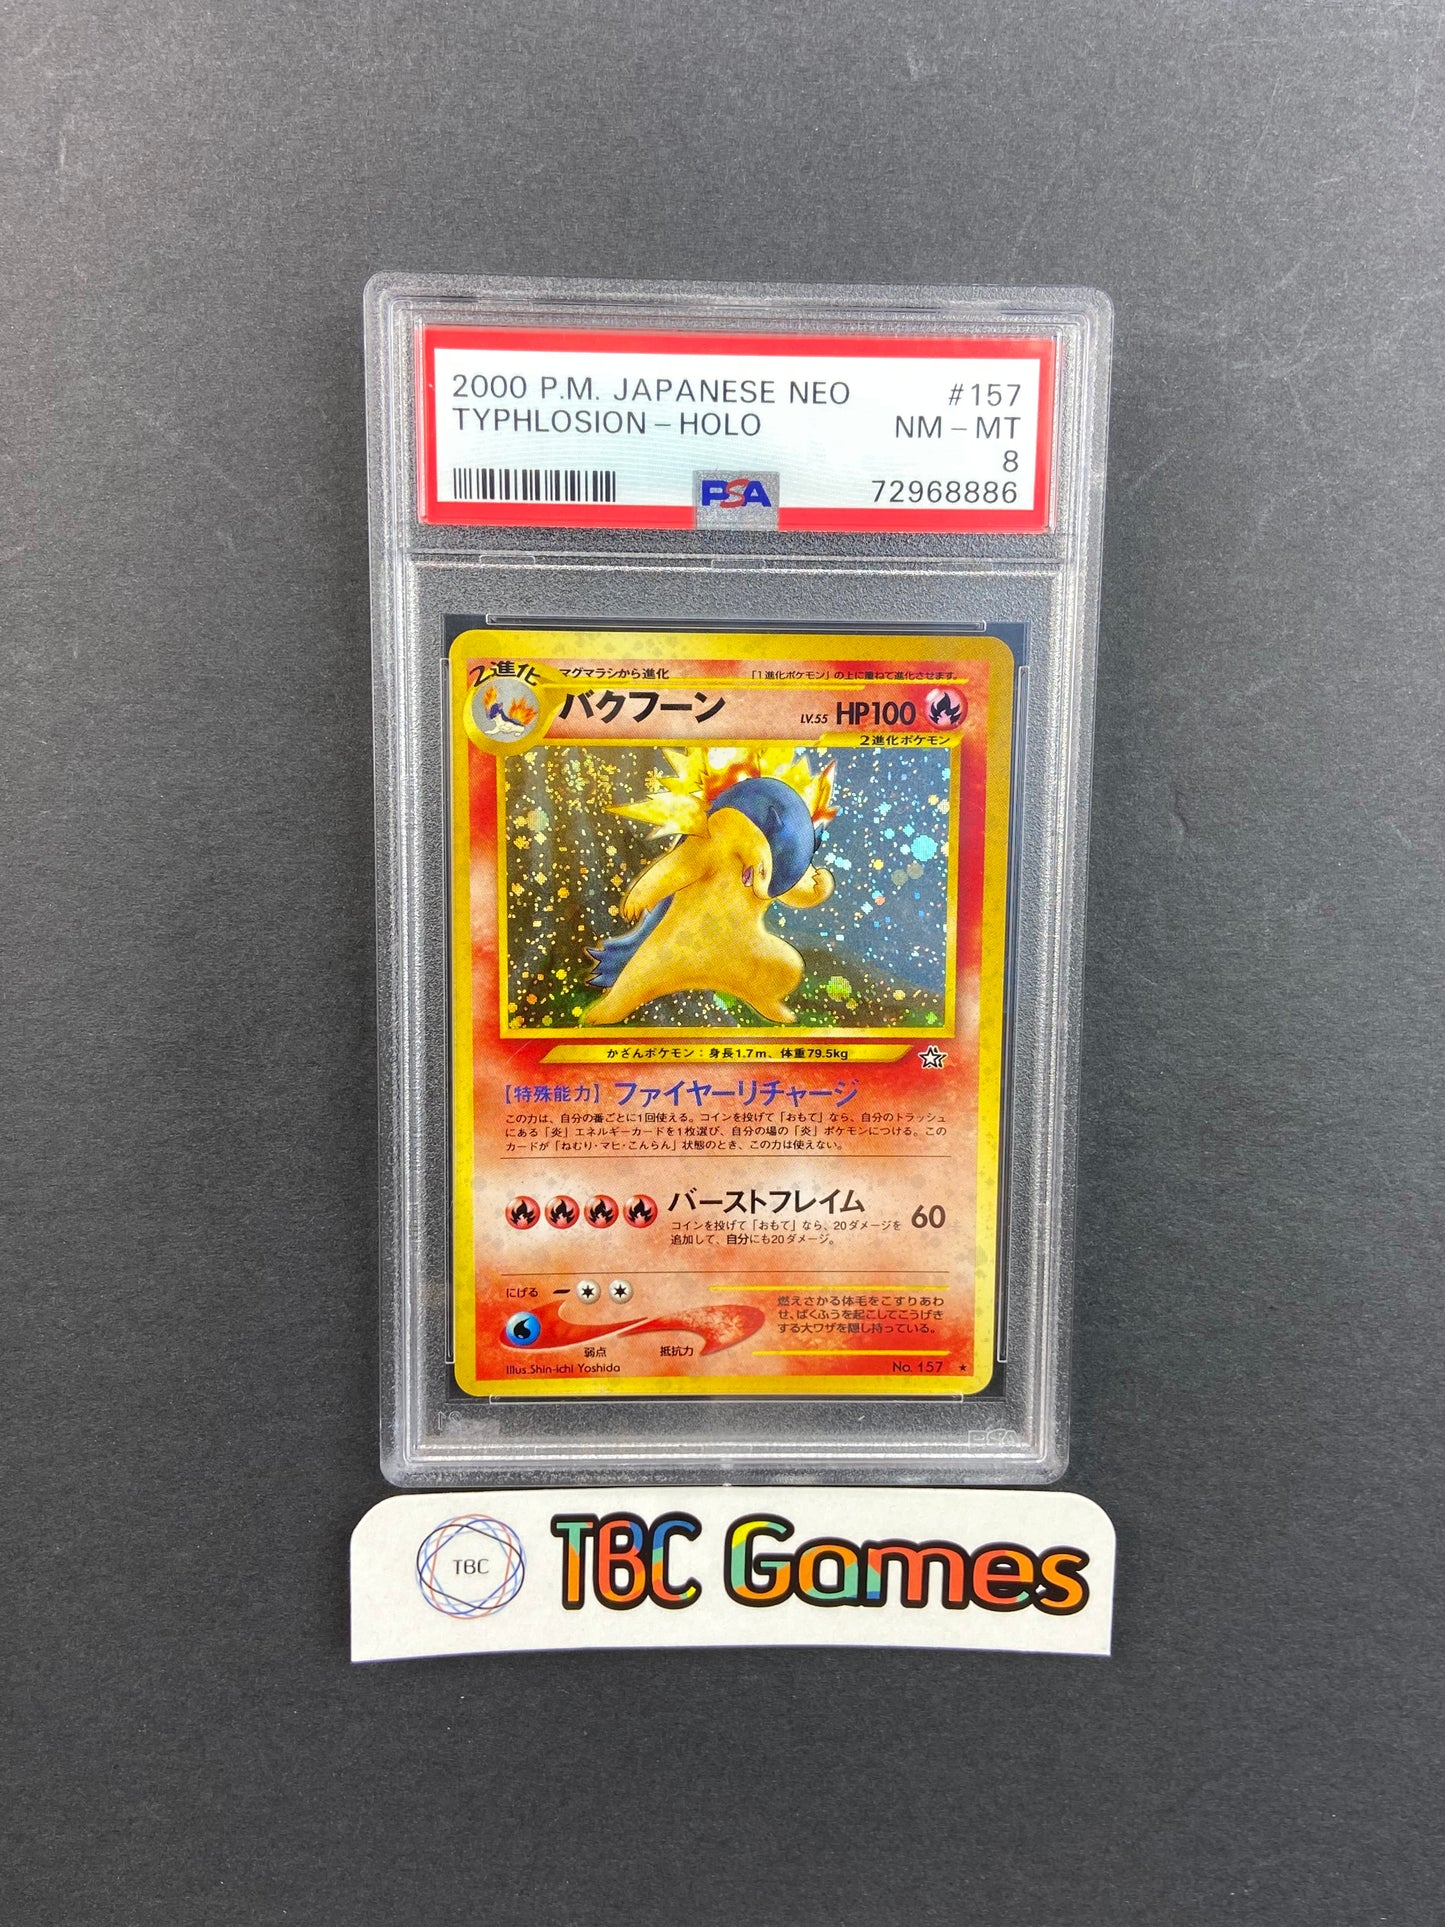 2000 P.M. JAPANESE NEO #157
TYPHLOSION - HOLO NM - MT
8
PSA 72968886
2進化 マグマラシから進化 「1進化ポケモン」の上に重ねて進化させます。
バクフーン LV.55 HP100
2進化ポケモン
かざんポケモン：身長1.7m、体重79.5kg
【特殊能力】ファイヤーリチャージ
この力は、自分の番ごとに1回使える。コインを投げて「おもて」なら、自分のトラッシュ
にある「炎」エネルギーカードを1枚選び、自分の場の「炎」ポケモンにつける。この
カードが「ねむり・マヒ・こんらん」状態のとき、この力は使えない。
バーストフレイム 60
コインを投げて「おもて」なら、20ダメージを
追加して、自分にも20ダメージ。
にげる
燃えさかる体毛をこすりあわ
せ、ばくふうを起こしてこうげき
する大ワザを隠し持っている。
弱点 抵抗力
Illus.Shin-ichi Yoshida No. 157 ★
PSA
TBC TBC Games